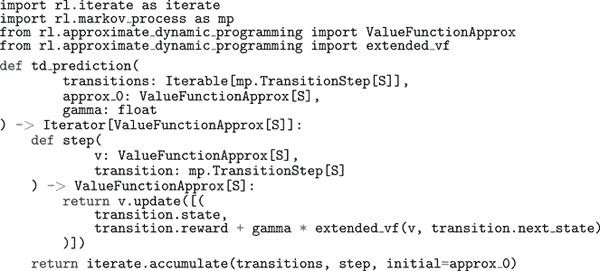 import rl.iterate as iterate
import rl.markov_process as mp
from rl.approximate_dynamic_programming import ValueFunctionApprox
from rl.approximate_dynamic_programming import extended_vf
def td_prediction(
        transitions: Iterable[mp.TransitionStep[S]],
        approx_0: ValueFunctionApprox[S],
        gamma: float
) -> Iterator[ValueFunctionApprox[S]]:
    def step(
            v: ValueFunctionApprox[S],
            transition: mp.TransitionStep[S]
    ) -> ValueFunctionApprox[S]:
        return v.update([(
            transition.state,
            transition.reward + gamma * extended_vf(v, transition.next_state)
        )])
    return iterate.accumulate(transitions, step, initial=approx_0)